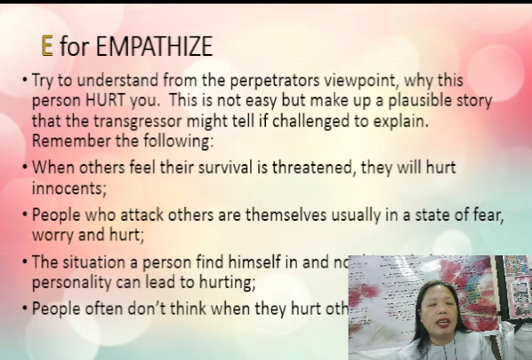 E for EMPATHIZE
• Try to understand from the perpetrators viewpoint, why this
person HURT you. This is not easy but make up a plausible story
that the transgressor might tell if challenged to explain.
Remember the following:
• When others feel their survival is threatened, they will hurt
innocents;
• People who attack others are themselves usually in a state of fear,
worry and hurt;
• The situation a person find himself in and
personality can lead to hurting;
• People often don't think when they hurt